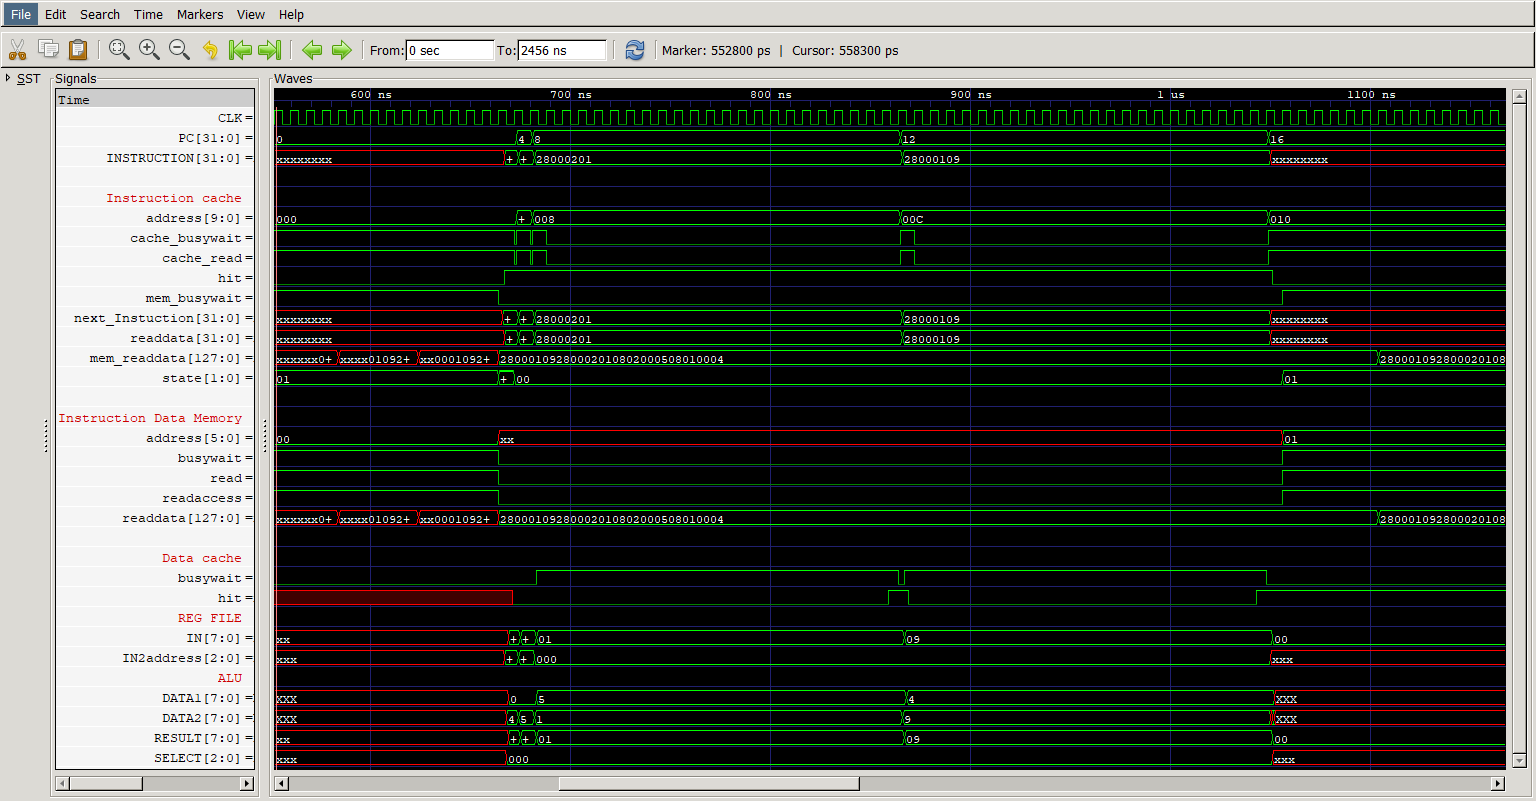 File Edit Search Time Markers View Help
From: 0 sec To: 2456 ns Marker: 552800 ps | Cursor: 558300 ps
SST Signals Waves
Time 600 ns 700 ns 800 ns 900 ns 1 us 1100 ns
CLK =
PC[31:0] = 0 4 8 12 16
INSTRUCTION[31:0] = xxxxxxxx + + 28000201 28000109 xxxxxxxx
Instruction cache
address[9:0] = 000 + 008 00C 010
cache_busywait =
cache_read =
hit =
mem_busywait =
next_Instuction[31:0] = xxxxxxxx + + 28000201 28000109 xxxxxxxx
readdata[31:0] = xxxxxxxx + + 28000201 28000109 xxxxxxxx
mem_readdata[127:0] = xxxxxx0+ xxxx01092+ xx0001092+ 28000109280002010802000508010004 280001092800020108
state[1:0] = 01 + 00 01
Instruction Data Memory
address[5:0] = 00 xx 01
busywait =
read =
readaccess =
readdata[127:0] = xxxxxx0+ xxxx01092+ xx0001092+ 28000109280002010802000508010004 280001092800020108
Data cache
busywait =
hit =
REG FILE
IN[7:0] = xx + + 01 09 00
IN2address[2:0] = xxx + + 000 xxx
ALU
DATA1[7:0] = XXX 0 5 4 XXX
DATA2[7:0] = XXX 4 5 1 9 XXX
RESULT[7:0] = xx + + 01 09 00
SELECT[2:0] = xxx 000 xxx